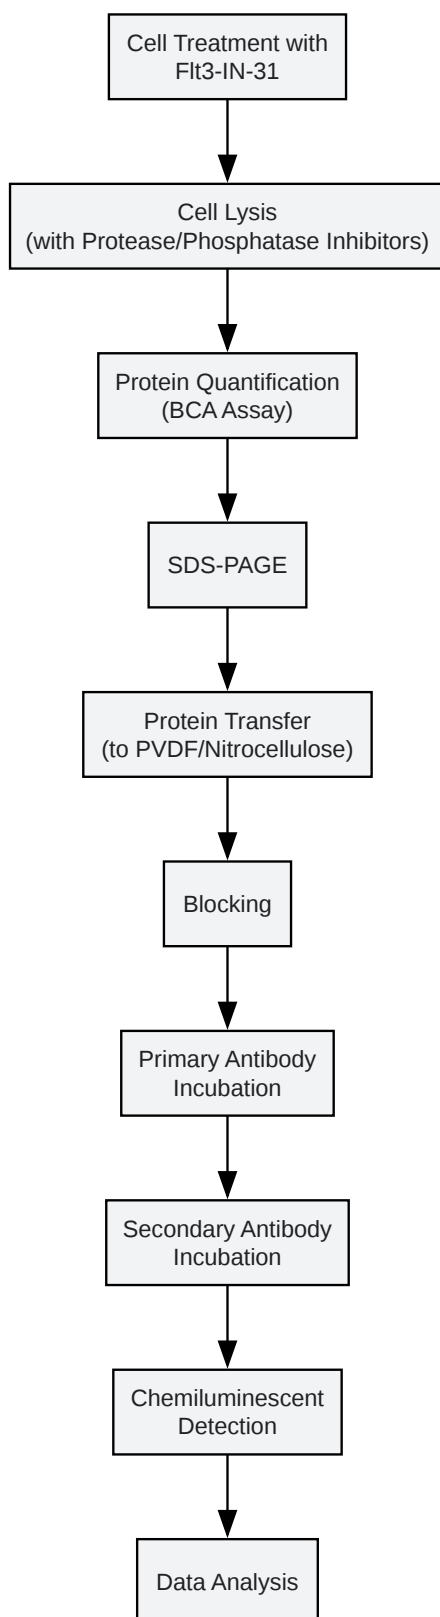 Cell Treatment with
Flt3-IN-31
Cell Lysis
(with Protease/Phosphatase Inhibitors)
Protein Quantification
(BCA Assay)
SDS-PAGE
Protein Transfer
(to PVDF/Nitrocellulose)
Blocking
Primary Antibody
Incubation
Secondary Antibody
Incubation
Chemiluminescent
Detection
Data Analysis